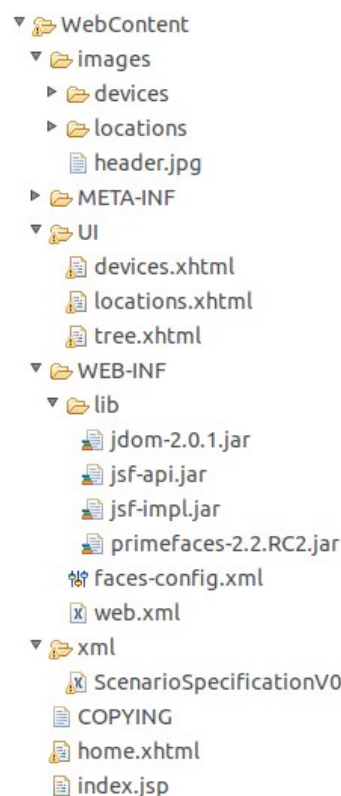 WebContent
images
devices
locations
header.jpg
META-INF
UI
devices.xhtml
locations.xhtml
tree.xhtml
WEB-INF
lib
jdom-2.0.1.jar
jsf-api.jar
jsf-impl.jar
primefaces-2.2.RC2.jar
faces-config.xml
web.xml
xml
ScenarioSpecificationV0
COPYING
home.xhtml
index.jsp